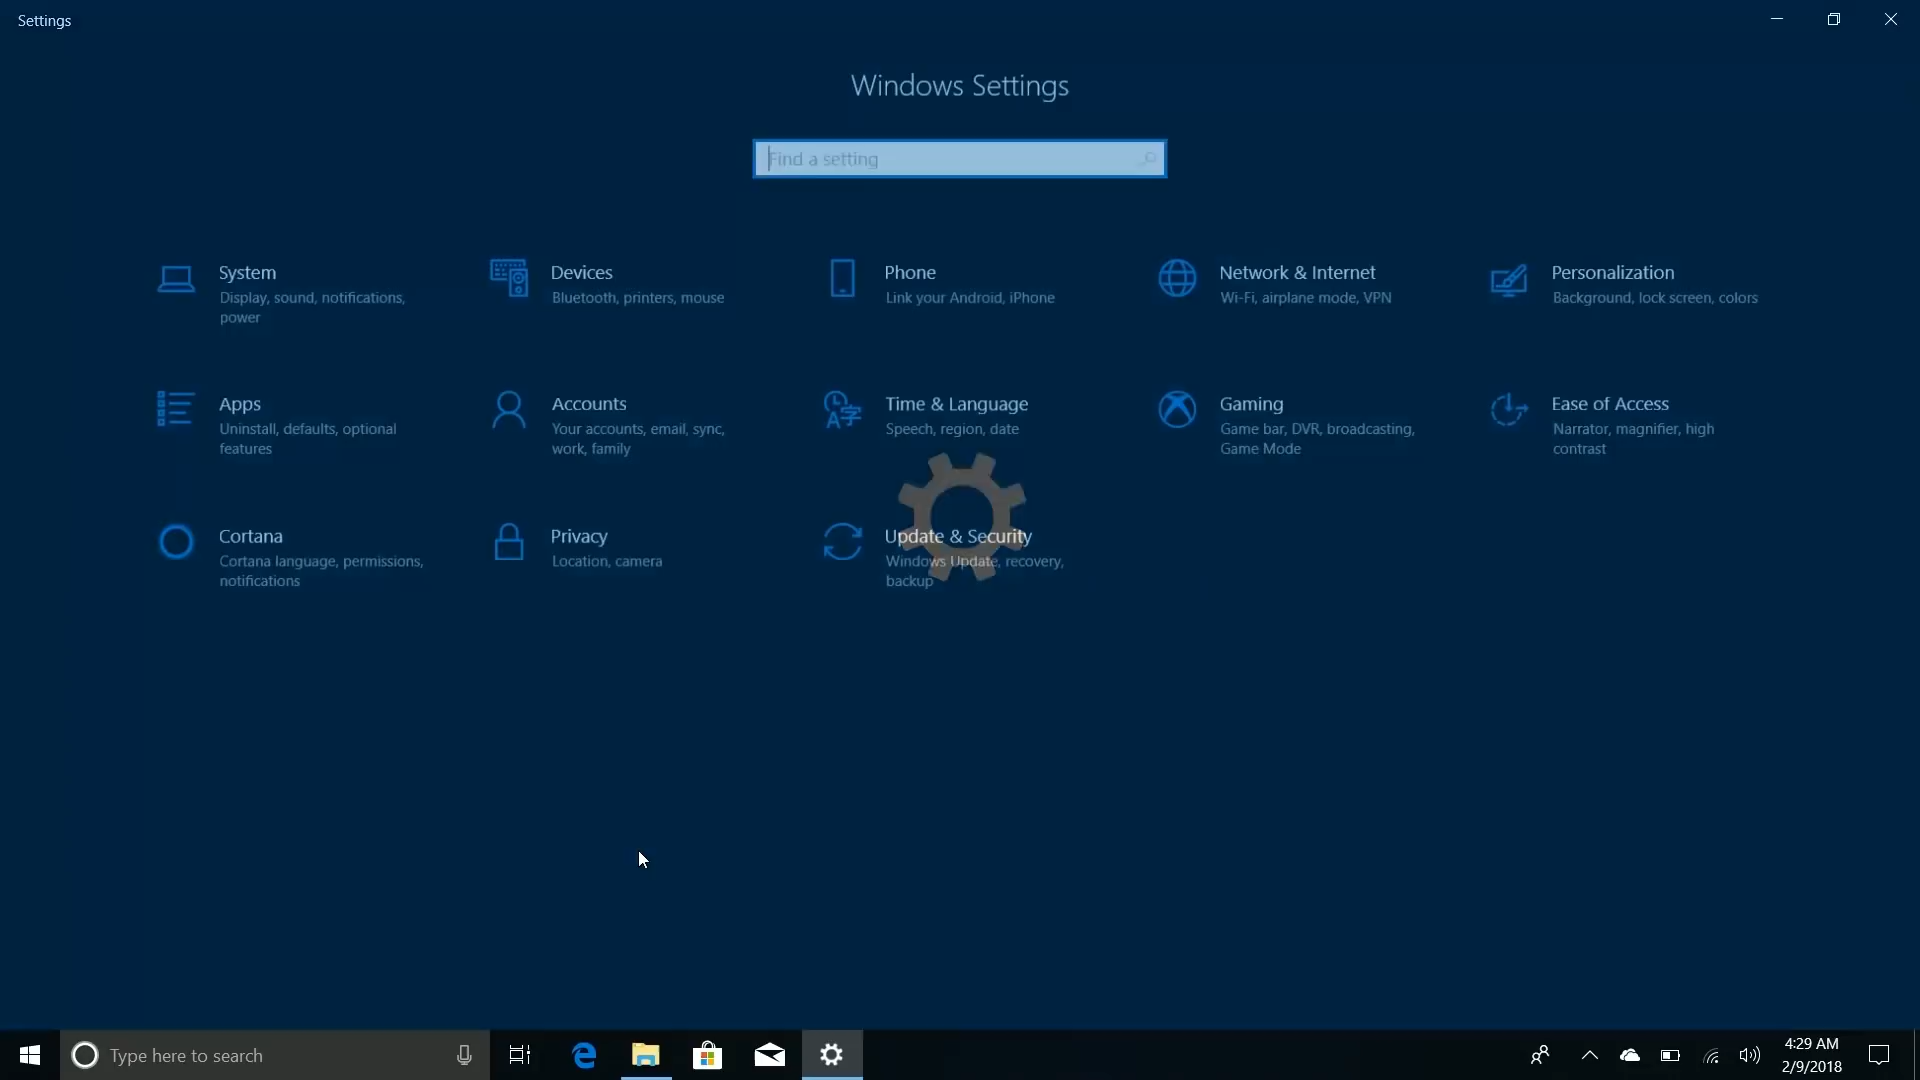 Settings
Windows Settings
Find a setting
System
Display, sound, notifications,
power
Devices
Bluetooth, printers, mouse
Phone
Link your Android, iPhone
Network & Internet
Wi-Fi, airplane mode, VPN
Personalization
Background, lock screen, colors
Apps
Uninstall, defaults, optional
features
Accounts
Your accounts, email, sync,
work, family
Time & Language
Speech, region, date
Gaming
Game bar, DVR, broadcasting,
Game Mode
Ease of Access
Narrator, magnifier, high
contrast
Cortana
Cortana language, permissions,
notifications
Privacy
Location, camera
Update & Security
Windows Update, recovery,
backup
Type here to search
4:29 AM
2/9/2018